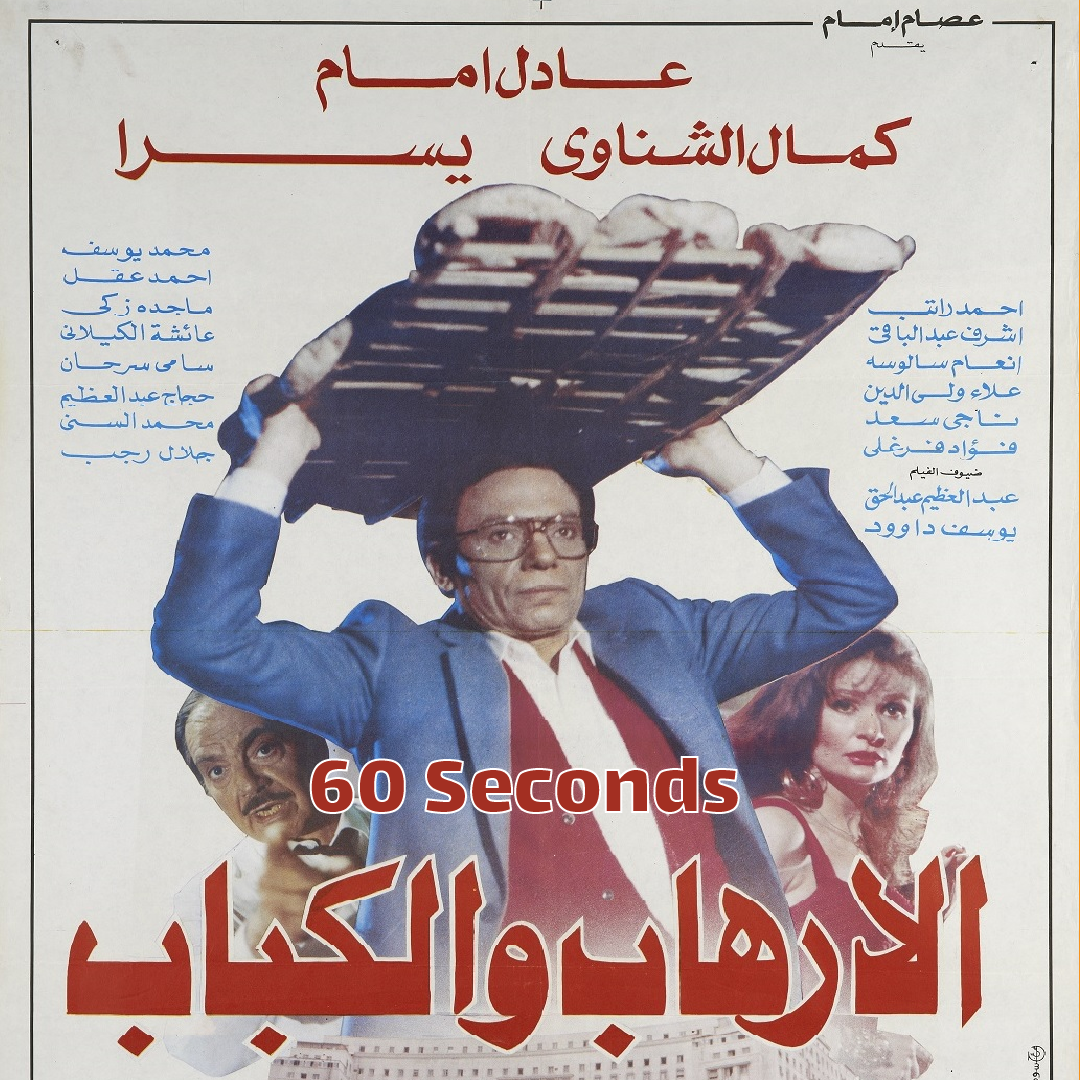 عصام إمام
يقدم
عادل امام
كمال الشناوى يسرا
احمد راتب
اشرف عبد الباقى
انعام سالوسه
علاء ولى الدين
ناجى سعد
فؤاد فرغلى
ضيوف الفيلم
عبد العظيم عبد الحق
يوسف داوود
محمد يوسف
احمد عقل
ماجده زكى
عائشة الكيلانى
سامى سرحان
حجاج عبد العظيم
محمد السنى
جلال رجب
60 Seconds
الارهاب والكباب